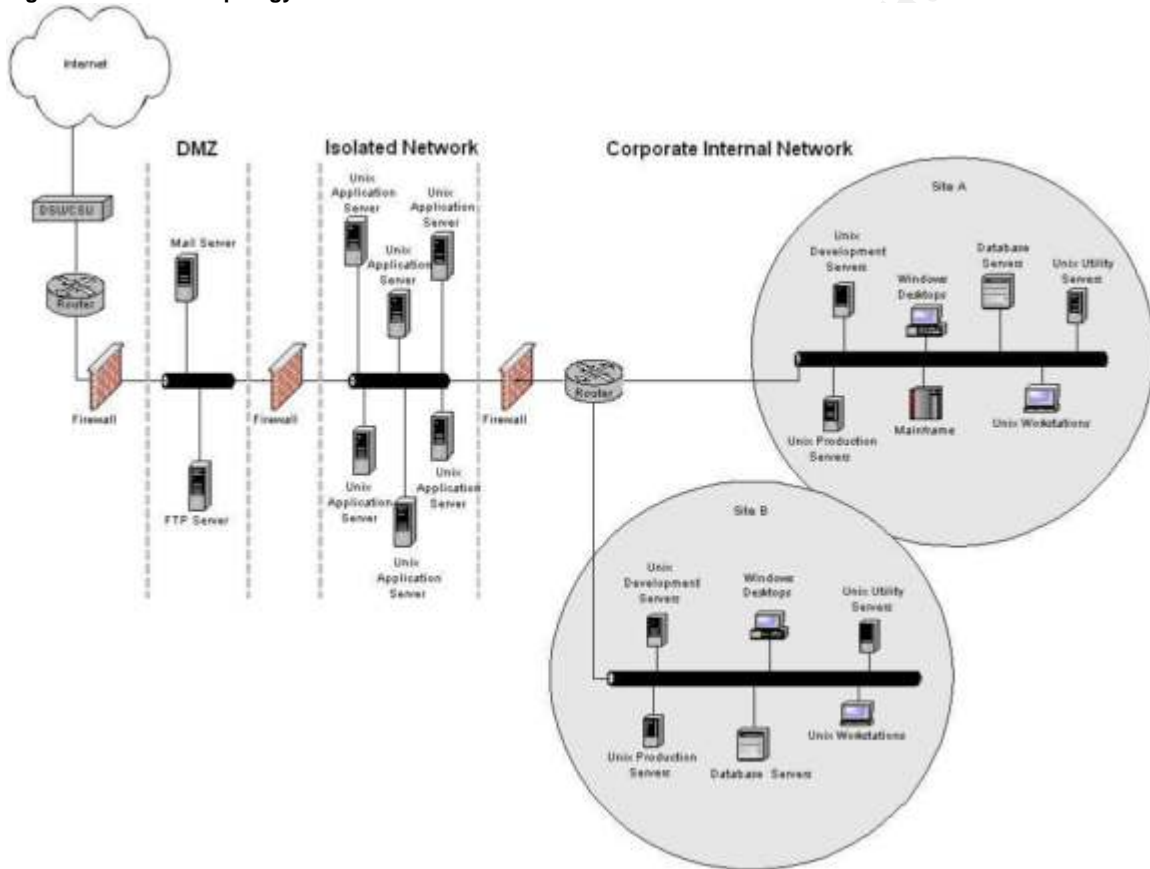 Internet
DMZ
Isolated Network
Corporate Internal Network
DSU/CSU
Router
Firewall
Mail Server
FTP Server
Firewall
Unix
Application
Server
Unix
Application
Server
Unix
Application
Server
Unix
Application
Server
Unix
Application
Server
Unix
Application
Server
Firewall
Router
Site A
Unix
Development
Servers
Windows
Desktops
Database
Servers
Unix Utility
Servers
Unix Production
Servers
Mainframe
Unix Workstations
Site B
Unix
Development
Servers
Windows
Desktops
Unix Utility
Servers
Unix Production
Servers
Database Servers
Unix Workstations